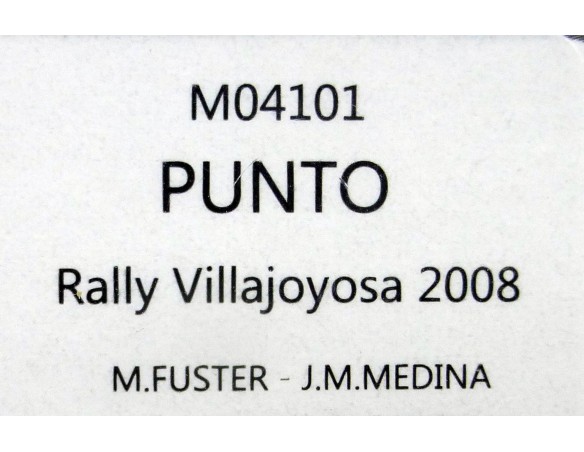 M04101
PUNTO
Rally Villajoyosa 2008
M.FUSTER - J.M.MEDINA